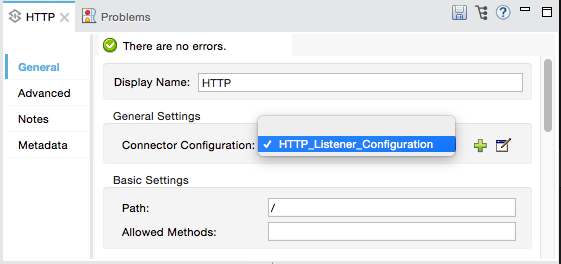 HTTP
Problems
There are no errors.
General
Advanced
Notes
Metadata
Display Name: HTTP
General Settings
Connector Configuration: HTTP_Listener_Configuration
Basic Settings
Path: /
Allowed Methods: